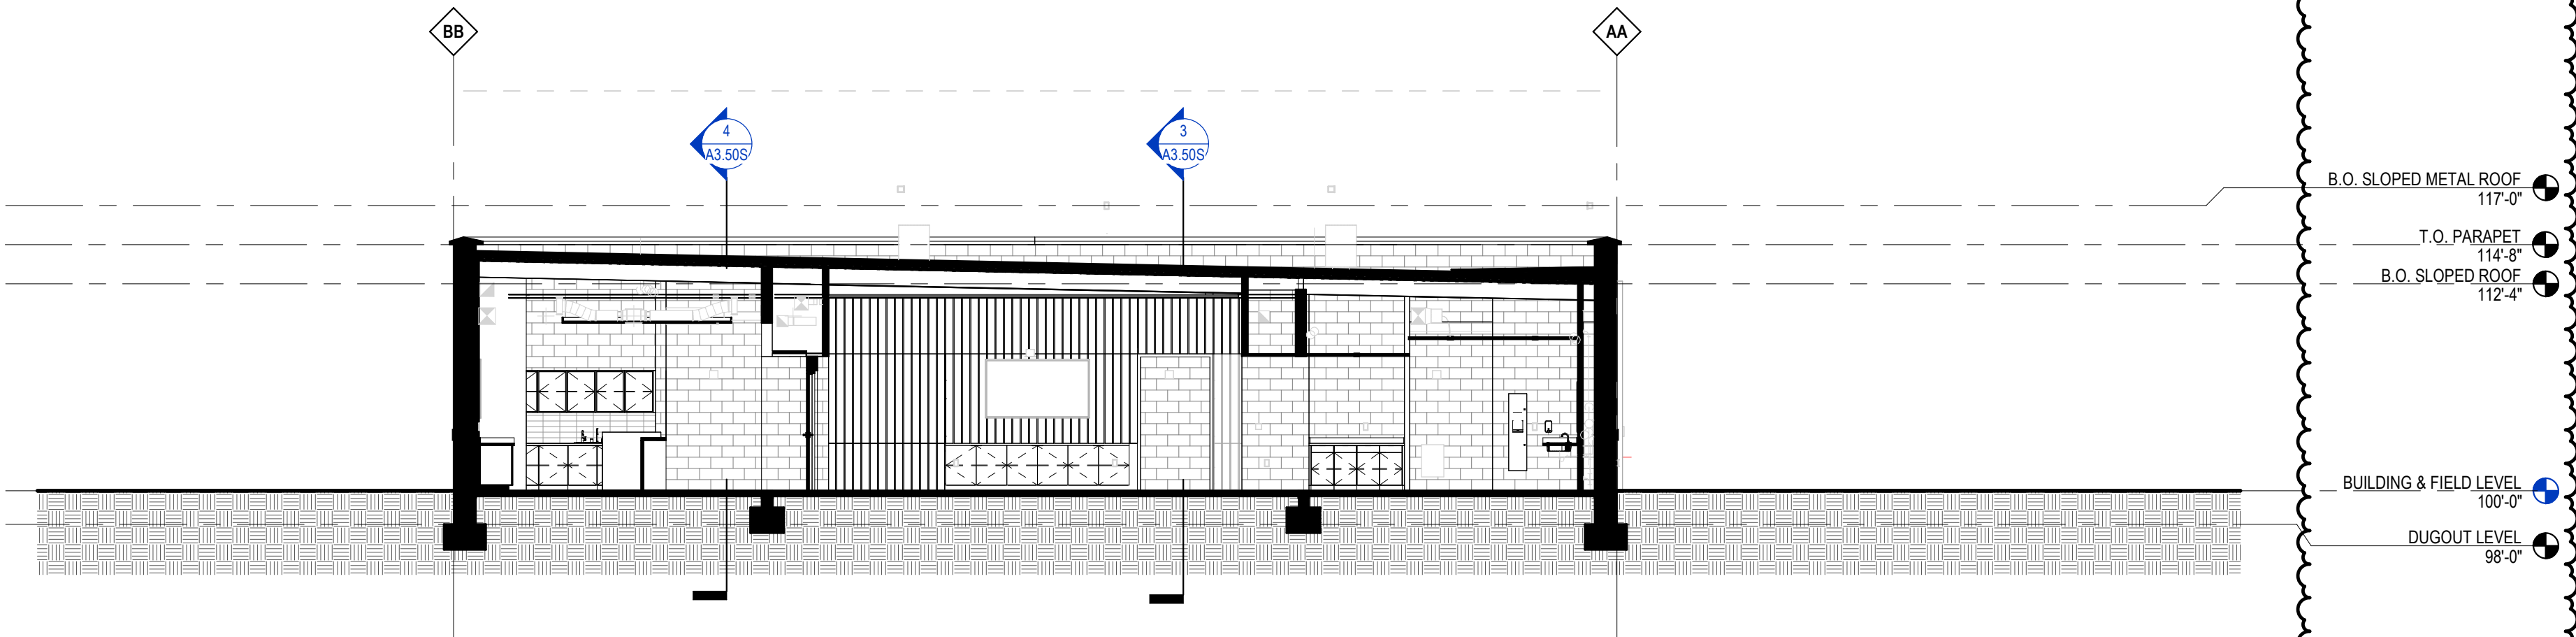 BB
AA
4
A3.50S
3
A3.50S
B.O. SLOPED METAL ROOF
117'-0"
T.O. PARAPET
114'-8"
B.O. SLOPED ROOF
112'-4"
BUILDING & FIELD LEVEL
100'-0"
DUGOUT LEVEL
98'-0"